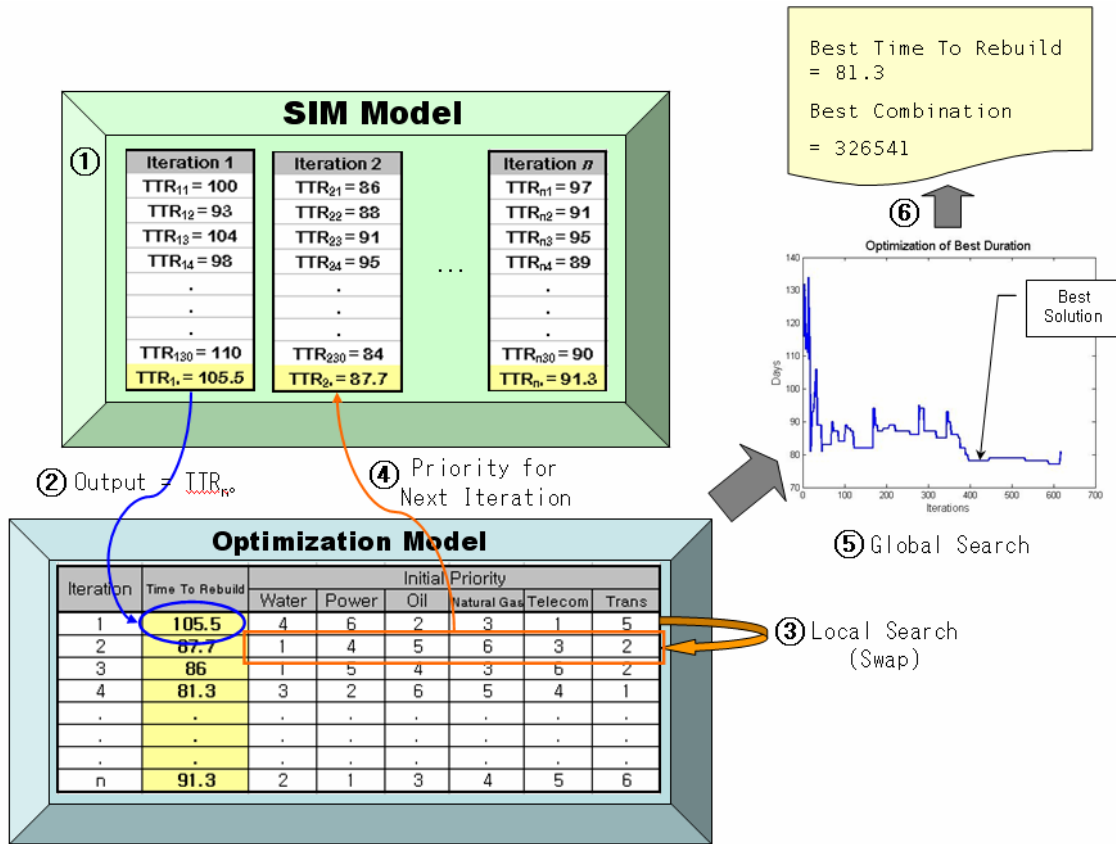 SIM Model
①
Iteration 1
TTR11 = 100
TTR12 = 93
TTR13 = 104
TTR14 = 98
.
.
.
TTR130 = 110
TTR1• = 105.5
Iteration 2
TTR21 = 86
TTR22 = 88
TTR23 = 91
TTR24 = 95
.
.
.
TTR230 = 84
TTR2• = 87.7
...
Iteration n
TTRn1 = 97
TTRn2 = 91
TTRn3 = 95
TTRn4 = 89
.
.
.
TTRn30 = 90
TTRn• = 91.3
② Output = TTRn°
④ Priority for
Next Iteration
Optimization Model
Iteration Time To Rebuild Initial Priority
Water Power Oil Natural Gas Telecom Trans
1 105.5 4 6 2 3 1 5
2 87.7 1 4 5 6 3 2
3 86 1 5 4 3 6 2
4 81.3 3 2 6 5 4 1
. . . . . . . .
. . . . . . . .
. . . . . . . .
n 91.3 2 1 3 4 5 6
③ Local Search
(Swap)
Best Time To Rebuild
= 81.3
Best Combination
= 326541
⑥
Optimization of Best Duration
140
130
120
110
100
90
80
70
Days
0 100 200 300 400 500 600 700
Iterations
Best
Solution
⑤ Global Search